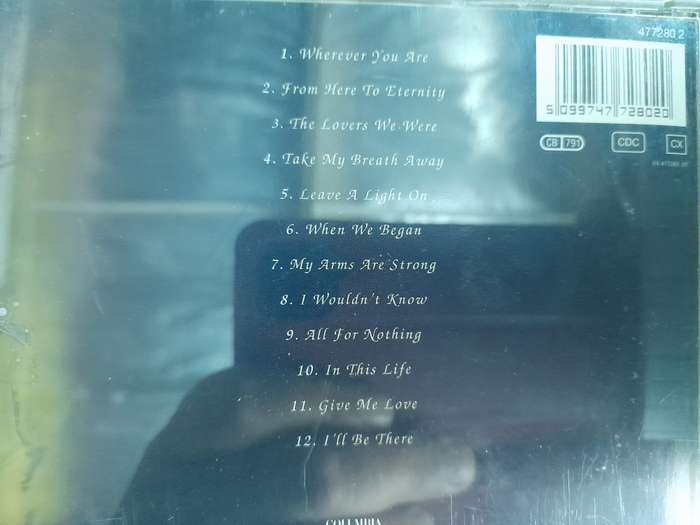 477280 2
5 099747 728020
CB 791
CDC
CX
1. Wherever You Are
2. From Here To Eternity
3. The Lovers We Were
4. Take My Breath Away
5. Leave A Light On
6. When We Began
7. My Arms Are Strong
8. I Wouldn't Know
9. All For Nothing
10. In This Life
11. Give Me Love
12. I'll Be There
COLUMBIA